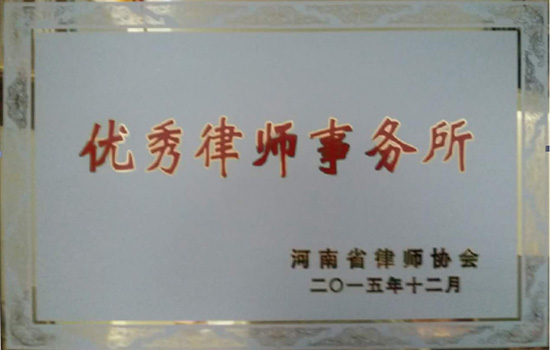 优秀律师事务所
河南省律师协会
二〇一五年十二月